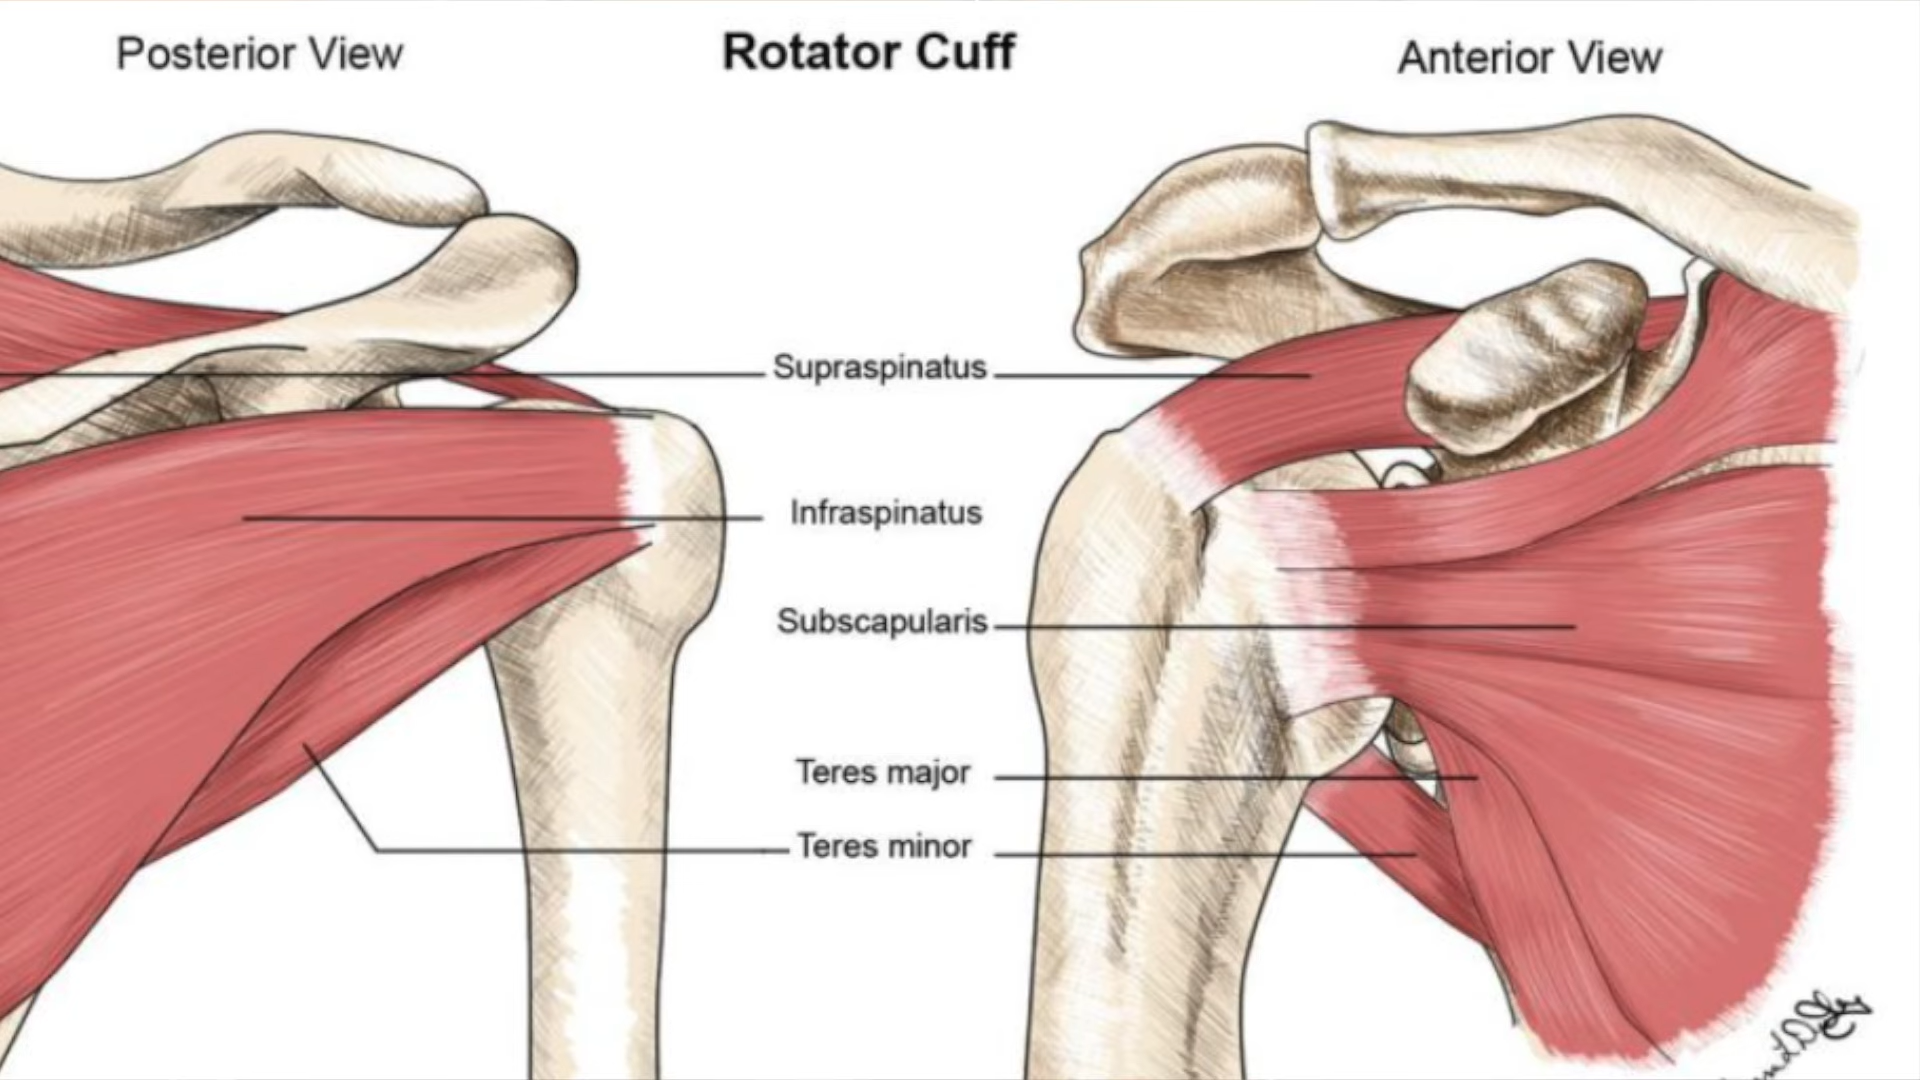 Posterior View
Rotator Cuff
Anterior View
Supraspinatus
Infraspinatus
Subscapularis
Teres major
Teres minor